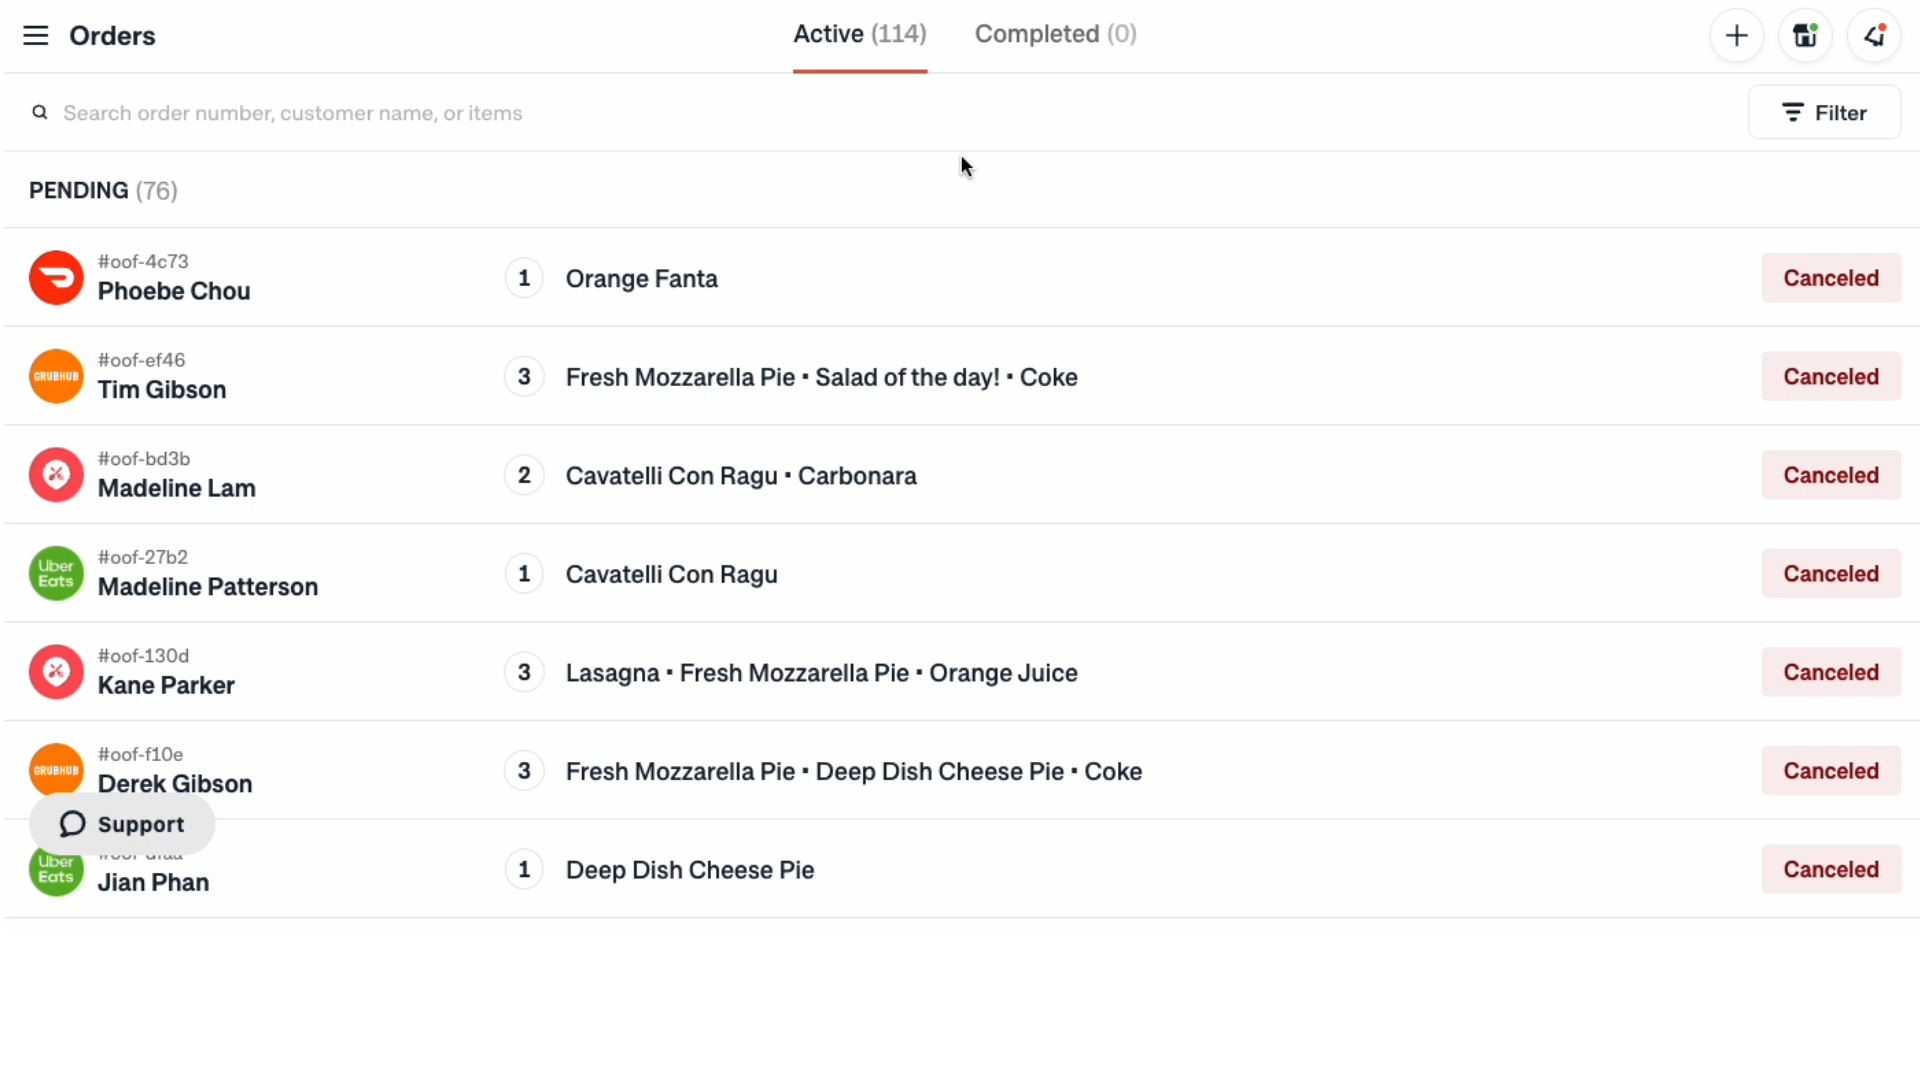 Orders
Active (114)
Completed (0)
Search order number, customer name, or items
Filter
PENDING (76)
#oof-4c73
Phoebe Chou
1
Orange Fanta
Canceled
GRUBHUB
#oof-ef46
Tim Gibson
3
Fresh Mozzarella Pie • Salad of the day! • Coke
Canceled
#oof-bd3b
Madeline Lam
2
Cavatelli Con Ragu • Carbonara
Canceled
Uber
Eats
#oof-27b2
Madeline Patterson
1
Cavatelli Con Ragu
Canceled
#oof-130d
Kane Parker
3
Lasagna • Fresh Mozzarella Pie • Orange Juice
Canceled
GRUBHUB
#oof-f10e
Derek Gibson
3
Fresh Mozzarella Pie • Deep Dish Cheese Pie • Coke
Canceled
Support
Uber
Eats
Jian Phan
1
Deep Dish Cheese Pie
Canceled